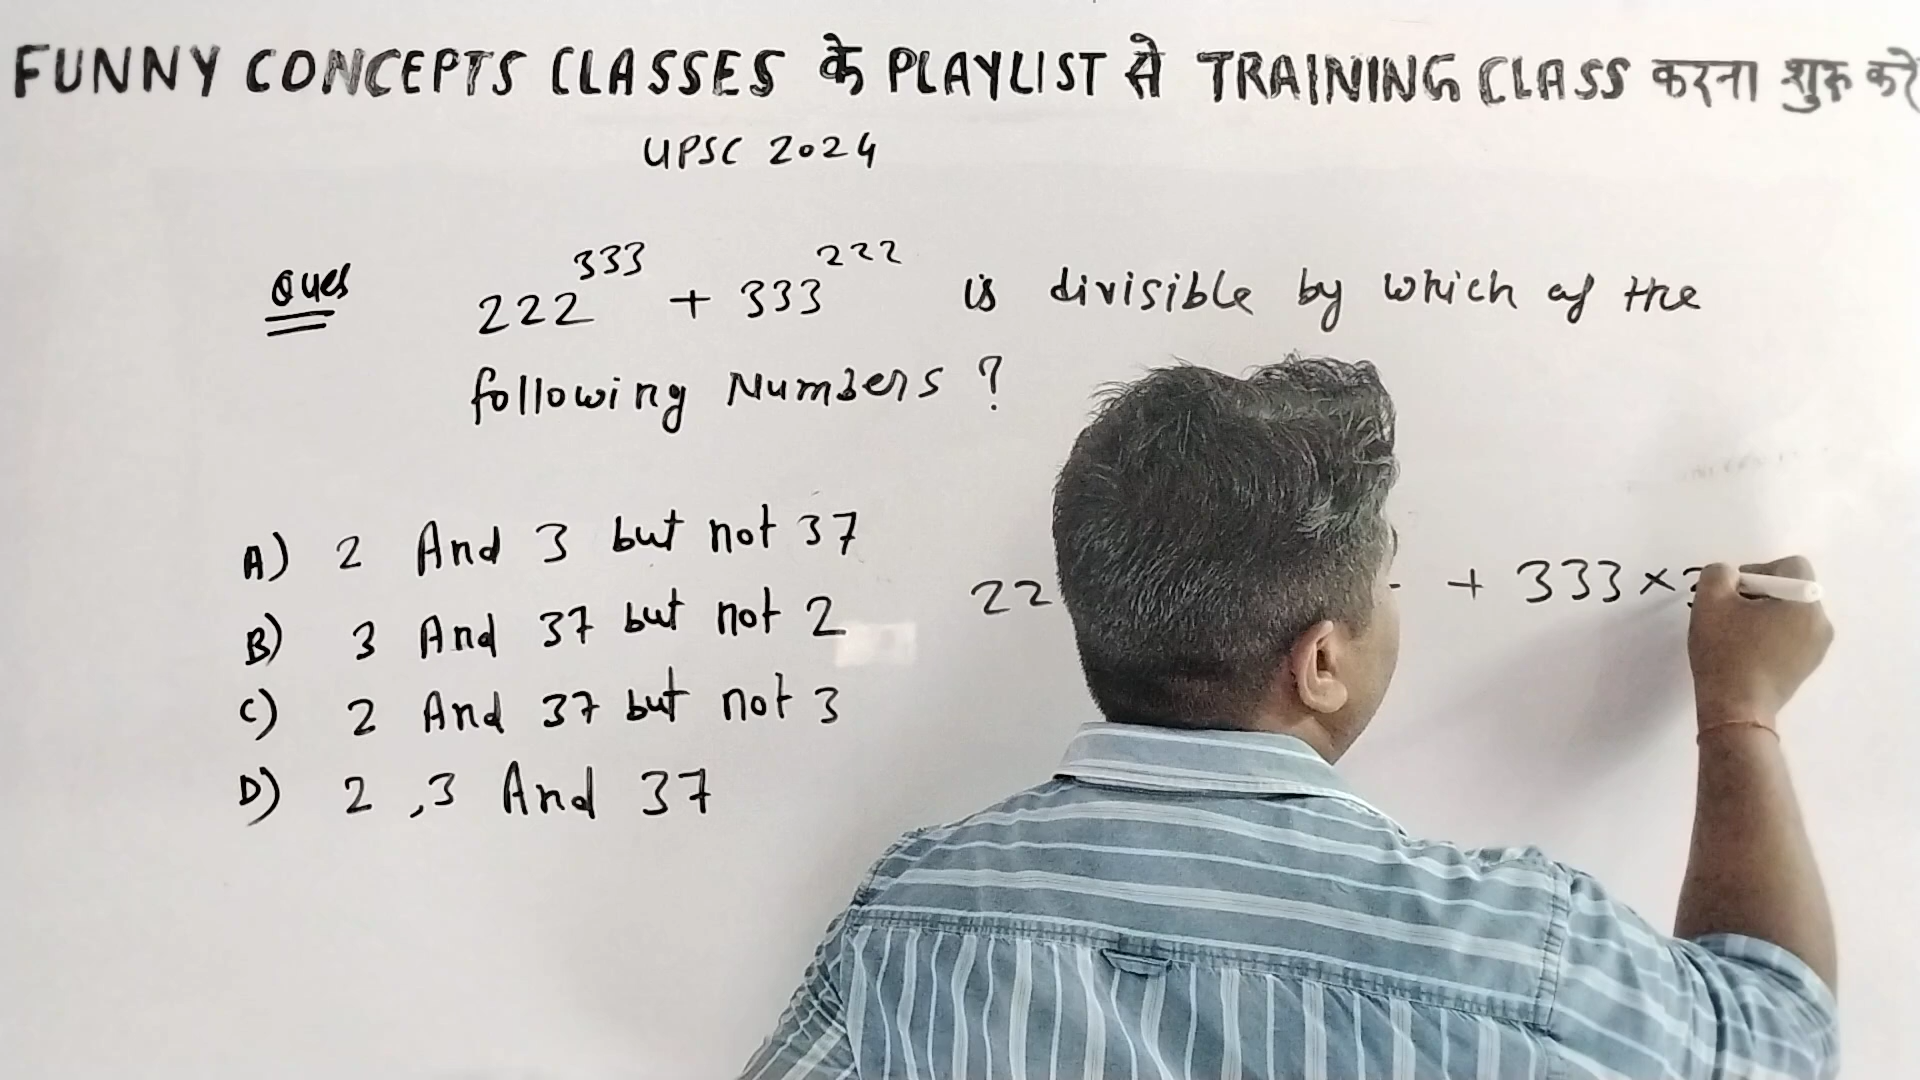 FUNNY CONCEPTS CLASSES के PLAYLIST से TRAINING CLASS करना शुरू करें
UPSC 2024
Ques 222^333 + 333^222 is divisible by which of the
following Numbers ?
A) 2 And 3 but not 37
B) 3 And 37 but not 2
C) 2 And 37 but not 3
D) 2 , 3 And 37
22 + 333 ×